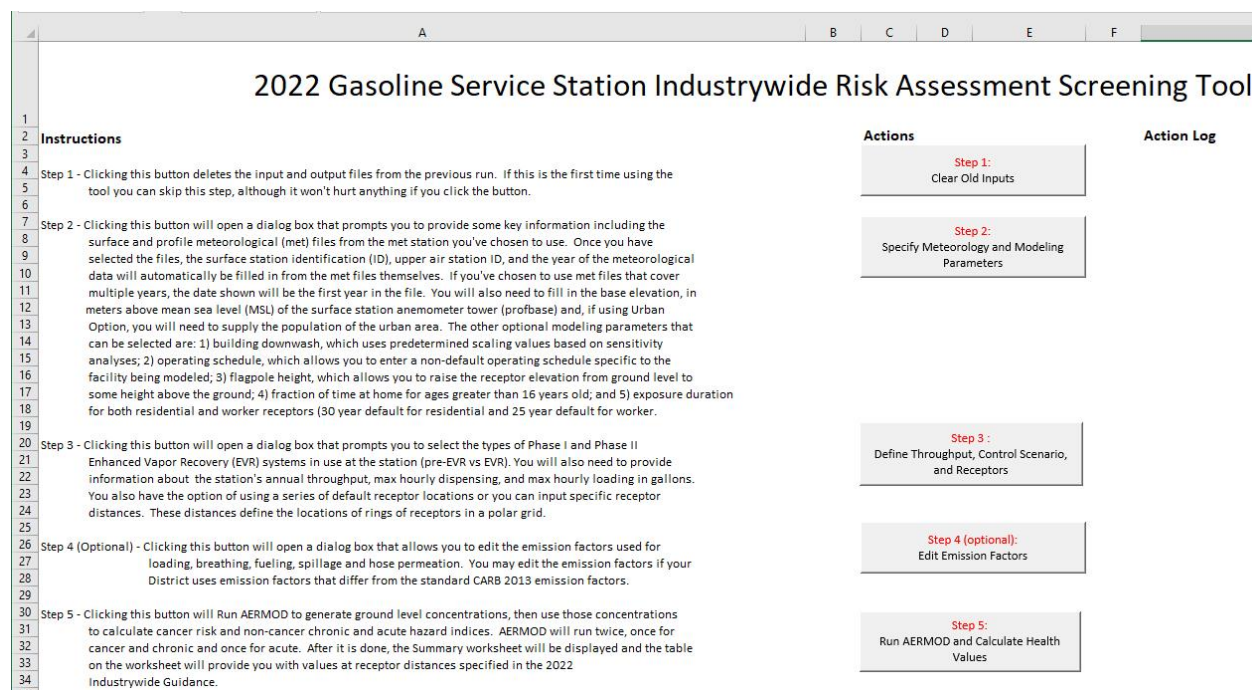 A B C D E F
2022 Gasoline Service Station Industrywide Risk Assessment Screening Tool
1
2 Instructions Actions Action Log
3
4 Step 1 - Clicking this button deletes the input and output files from the previous run. If this is the first time using the
5 tool you can skip this step, although it won't hurt anything if you click the button.
Step 1:
Clear Old Inputs
6
7 Step 2 - Clicking this button will open a dialog box that prompts you to provide some key information including the
8 surface and profile meteorological (met) files from the met station you've chosen to use. Once you have
9 selected the files, the surface station identification (ID), upper air station ID, and the year of the meteorological
10 data will automatically be filled in from the met files themselves. If you've chosen to use met files that cover
11 multiple years, the date shown will be the first year in the file. You will also need to fill in the base elevation, in
12 meters above mean sea level (MSL) of the surface station anemometer tower (profbase) and, if using Urban
13 Option, you will need to supply the population of the urban area. The other optional modeling parameters that
14 can be selected are: 1) building downwash, which uses predetermined scaling values based on sensitivity
15 analyses; 2) operating schedule, which allows you to enter a non-default operating schedule specific to the
16 facility being modeled; 3) flagpole height, which allows you to raise the receptor elevation from ground level to
17 some height above the ground; 4) fraction of time at home for ages greater than 16 years old; and 5) exposure duration
18 for both residential and worker receptors (30 year default for residential and 25 year default for worker.
Step 2:
Specify Meteorology and Modeling
Parameters
19
20 Step 3 - Clicking this button will open a dialog box that prompts you to select the types of Phase I and Phase II
21 Enhanced Vapor Recovery (EVR) systems in use at the station (pre-EVR vs EVR). You will also need to provide
22 information about the station's annual throughput, max hourly dispensing, and max hourly loading in gallons.
23 You also have the option of using a series of default receptor locations or you can input specific receptor
24 distances. These distances define the locations of rings of receptors in a polar grid.
Step 3 :
Define Throughput, Control Scenario,
and Receptors
25
26 Step 4 (Optional) - Clicking this button will open a dialog box that allows you to edit the emission factors used for
27 loading, breathing, fueling, spillage and hose permeation. You may edit the emission factors if your
28 District uses emission factors that differ from the standard CARB 2013 emission factors.
Step 4 (optional):
Edit Emission Factors
29
30 Step 5 - Clicking this button will Run AERMOD to generate ground level concentrations, then use those concentrations
31 to calculate cancer risk and non-cancer chronic and acute hazard indices. AERMOD will run twice, once for
32 cancer and chronic and once for acute. After it is done, the Summary worksheet will be displayed and the table
33 on the worksheet will provide you with values at receptor distances specified in the 2022
34 Industrywide Guidance.
Step 5:
Run AERMOD and Calculate Health
Values